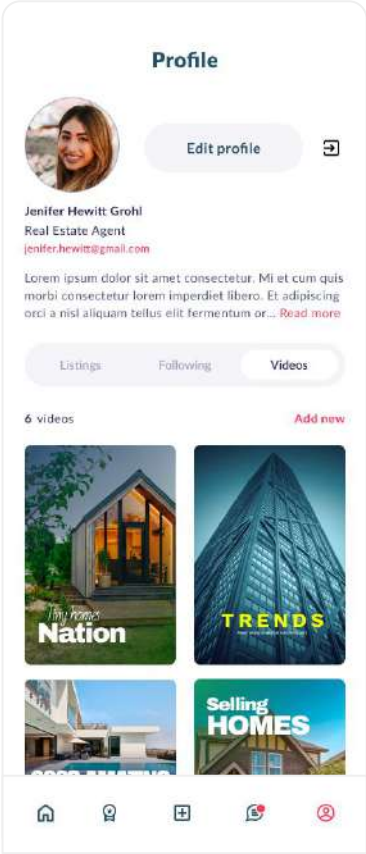 Profile
Edit profile
Jenifer Hewitt Grohl
Real Estate Agent
jenifer.hewitt@gmail.com
Lorem ipsum dolor sit amet consectetur. Mi et cum quis
morbi consectetur lorem imperdiet libero. Et adipiscing
orci a nisl aliquam tellus elit fermentum or... Read more
Listings
Following
Videos
6 videos
Add new
Tiny homes
Nation
TRENDS
Selling
HOMES